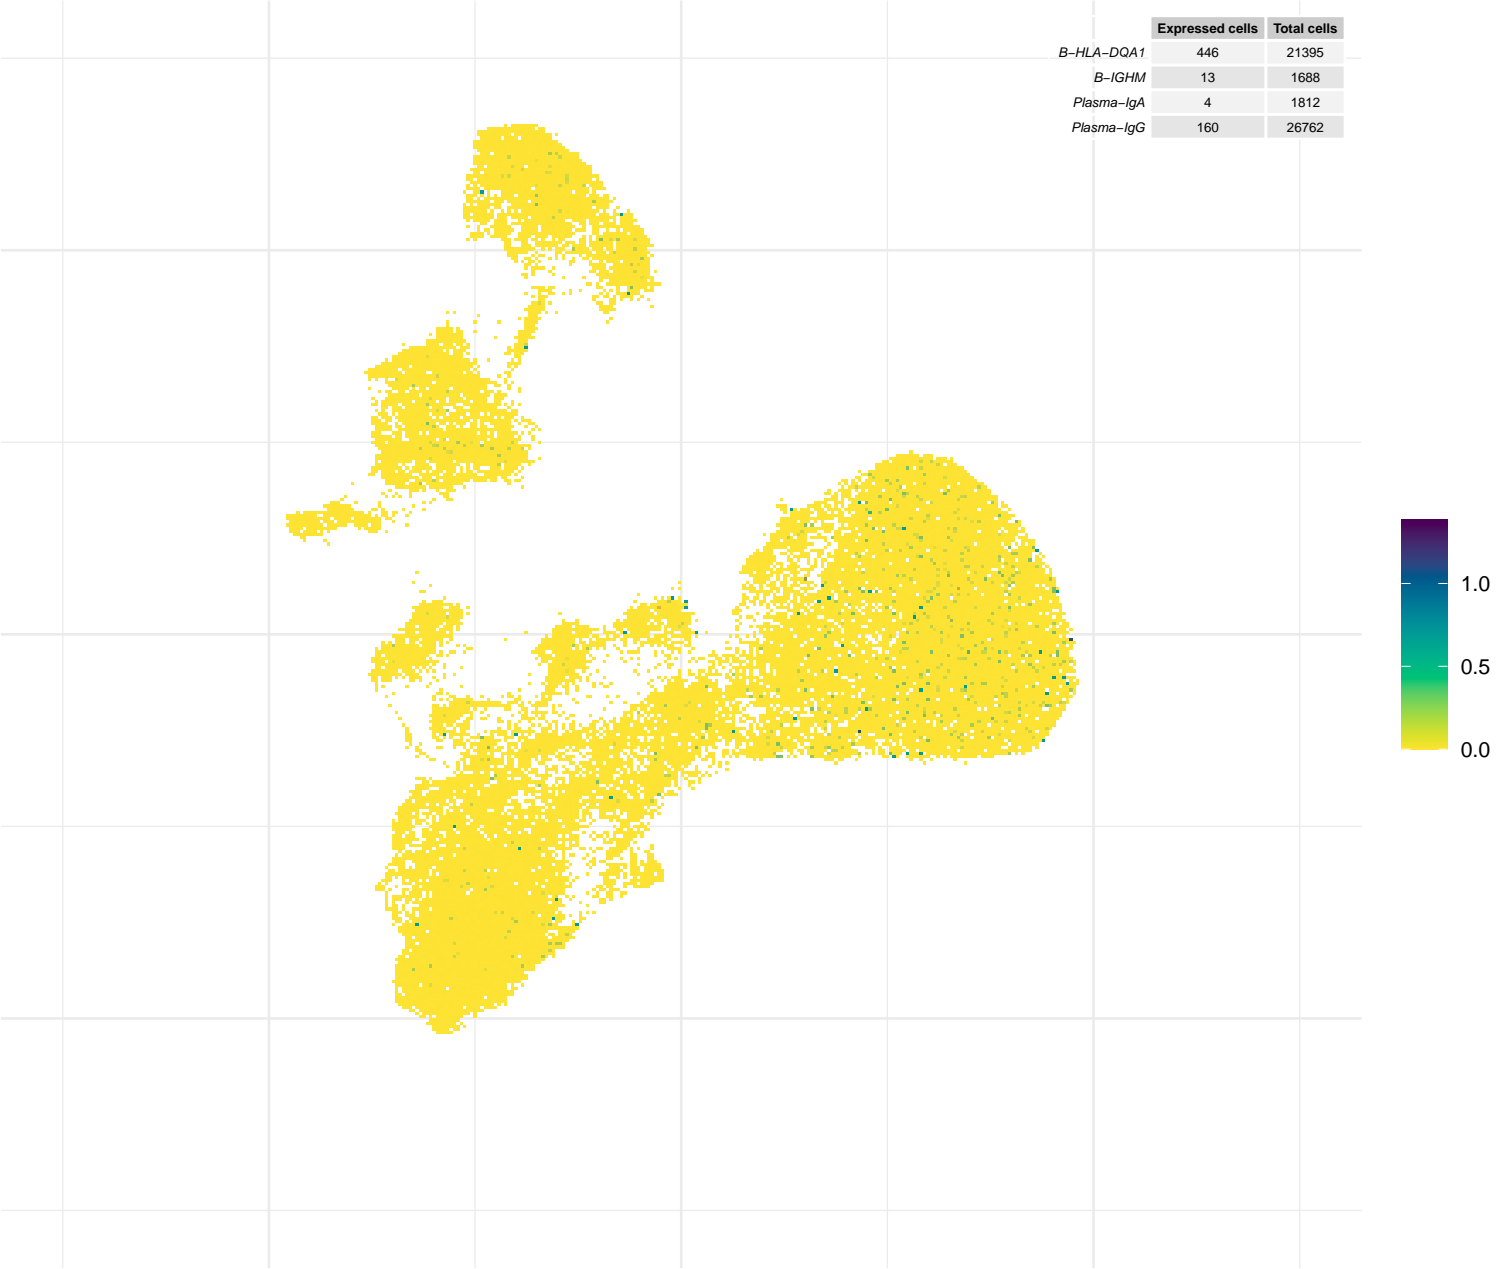 Expressed cells Total cells
B−HLA−DQA1 446 21395
B−IGHM 13 1688
Plasma−IgA 4 1812
Plasma−IgG 160 26762
1.0
0.5
0.0